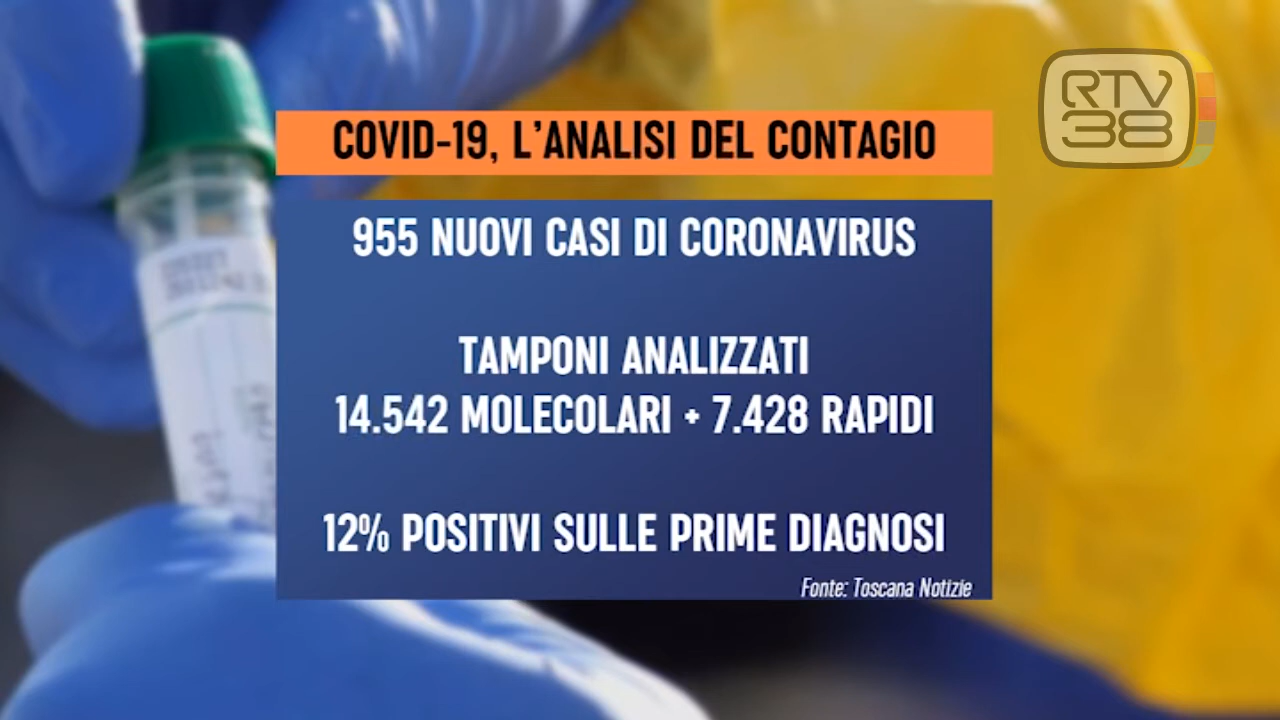 RTV
38
COVID-19, L'ANALISI DEL CONTAGIO
955 NUOVI CASI DI CORONAVIRUS
TAMPONI ANALIZZATI
14.542 MOLECOLARI + 7.428 RAPIDI
12% POSITIVI SULLE PRIME DIAGNOSI
Fonte: Toscana Notizie